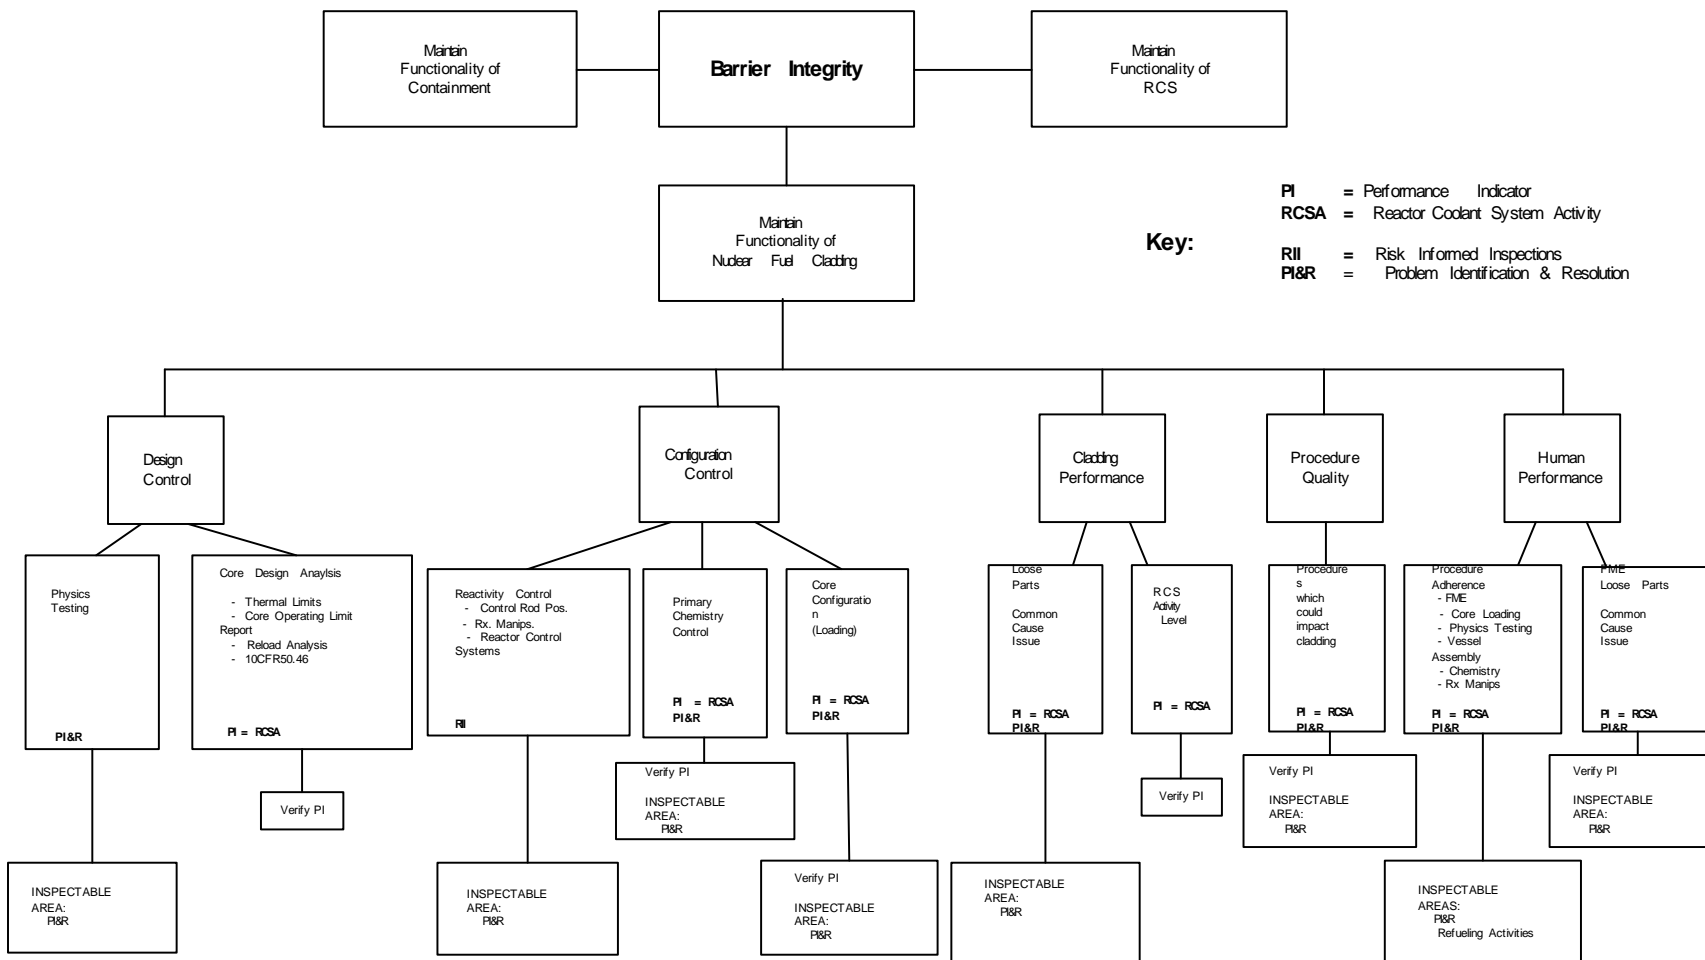 Maintain
Functionality of
Containment
Barrier Integrity
Maintain
Functionality of
RCS
Maintain
Functionality of
Nuclear Fuel Cladding
Key:
PI = Performance Indicator
RCSA = Reactor Coolant System Activity
RII = Risk Informed Inspections
PI&R = Problem Identification & Resolution
Design
Control
Configuration
Control
Cladding
Performance
Procedure
Quality
Human
Performance
Physics
Testing
PI&R
Core Design Anaylsis
- Thermal Limits
- Core Operating Limit
Report
- Reload Analysis
- 10CFR50.46
PI = RCSA
Reactivity Control
- Control Rod Pos.
- Rx. Manips.
- Reactor Control
Systems
RII
Primary
Chemistry
Control
PI = RCSA
PI&R
Core
Configuratio
n
(Loading)
PI = RCSA
PI&R
Loose
Parts
Common
Cause
Issue
PI = RCSA
PI&R
RCS
Activity
Level
PI = RCSA
Procedure
s
which
could
impact
cladding
PI = RCSA
PI&R
Procedure
Adherence
- FME
- Core Loading
- Physics Testing
- Vessel
Assembly
- Chemistry
- Rx Manips
PI = RCSA
PI&R
FME
Loose Parts
Common
Cause
Issue
PI = RCSA
PI&R
INSPECTABLE
AREA:
PI&R
Verify PI
INSPECTABLE
AREA:
PI&R
Verify PI
INSPECTABLE
AREA:
PI&R
Verify PI
INSPECTABLE
AREA:
PI&R
INSPECTABLE
AREA:
PI&R
Verify PI
Verify PI
INSPECTABLE
AREA:
PI&R
INSPECTABLE
AREAS:
PI&R
Refueling Activities
Verify PI
INSPECTABLE
AREA:
PI&R